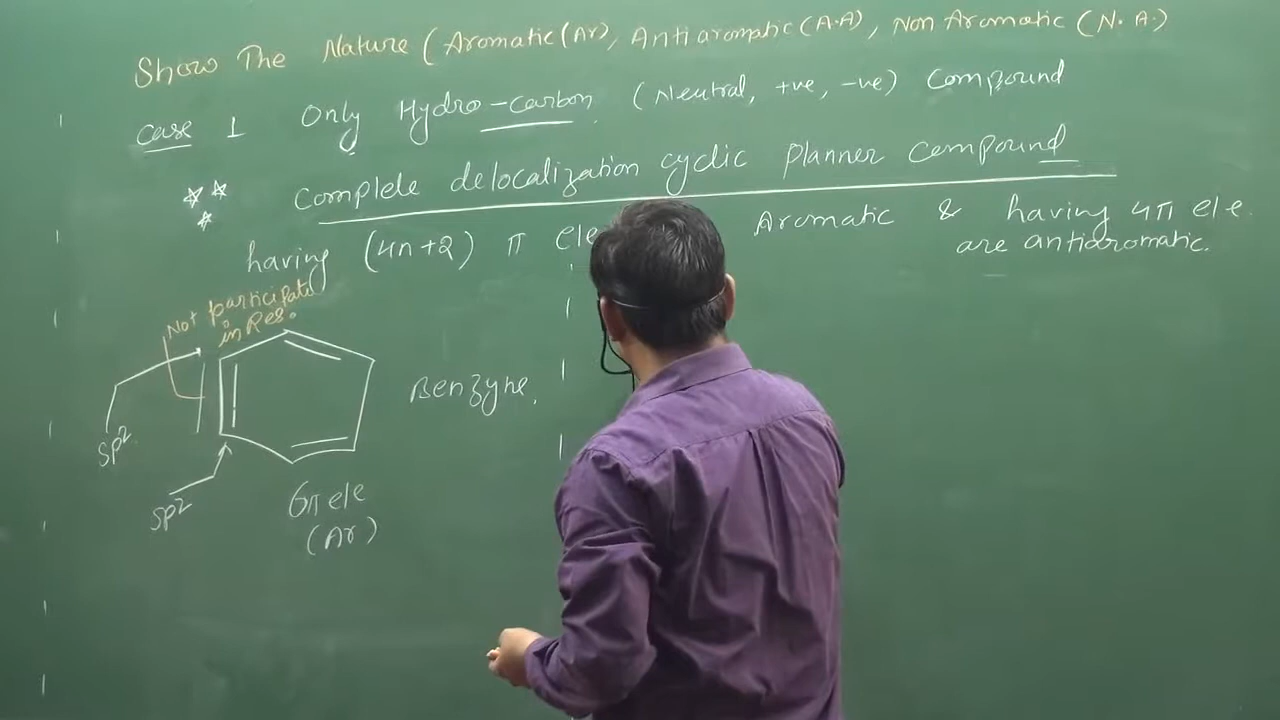 Show The Nature (Aromatic(Ar), Antiaromatic(A.A), Non Aromatic (N. A.)
Case 1 Only Hydro-carbon (Neutral, +ve, -ve) Compound
Complete delocalization cyclic planner compound
having (4n+2) π ele Aromatic & having 4π ele.
are antiaromatic.
Not participate
in Res.
Benzyne.
sp2
sp2
6π ele
(Ar)